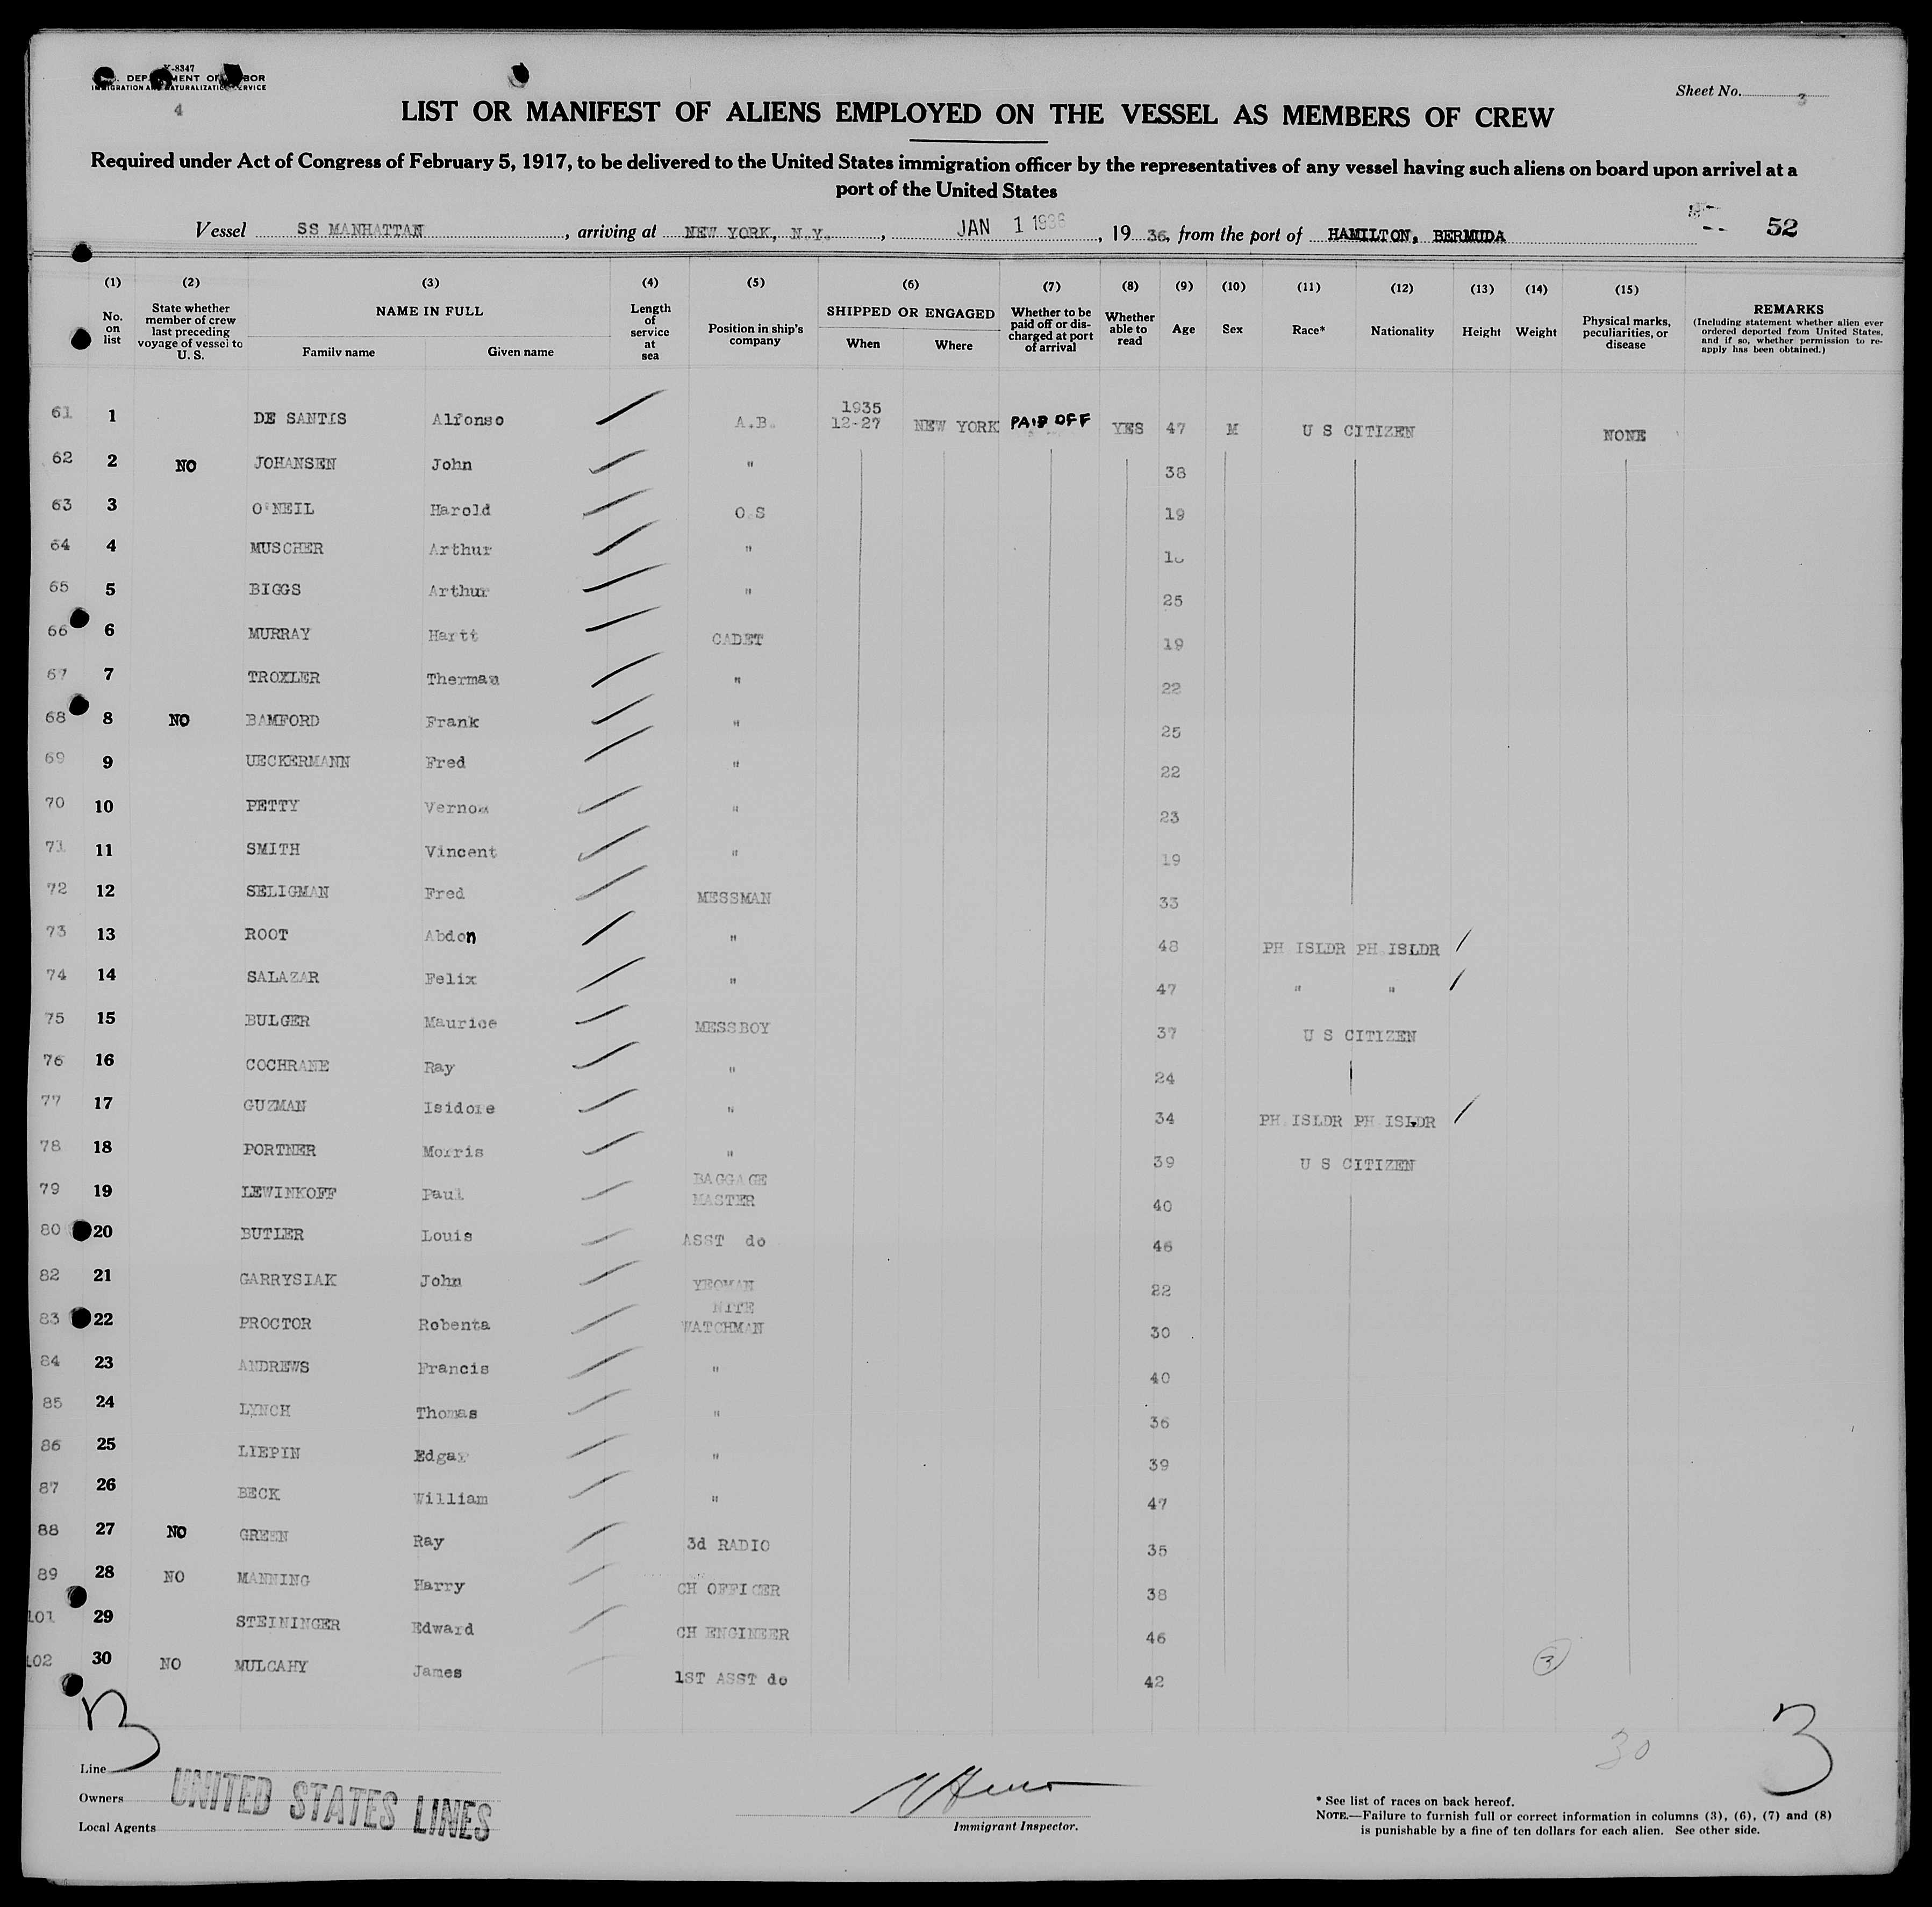 X-8347
DEPARTMENT OF LABOR
IMMIGRATION AND NATURALIZATION SERVICE
4
Sheet No. 3
LIST OR MANIFEST OF ALIENS EMPLOYED ON THE VESSEL AS MEMBERS OF CREW
Required under Act of Congress of February 5, 1917, to be delivered to the United States immigration officer by the representatives of any vessel having such aliens on board upon arrival at a
port of the United States
Vessel SS MANHATTAN, arriving at NEW YORK, N.Y., JAN 1 1936, 19 36, from the port of HAMILTON, BERMUDA 52
(1) (2) (3) (4) (5) (6) (7) (8) (9) (10) (11) (12) (13) (14) (15)
No. on list
State whether member of crew last preceding voyage of vessel to U. S.
NAME IN FULL
Family name Given name
Length of service at sea
Position in ship's company
SHIPPED OR ENGAGED
When Where
Whether to be paid off or discharged at port of arrival
Whether able to read
Age
Sex
Race*
Nationality
Height
Weight
Physical marks, peculiarities, or disease
REMARKS
(Including statement whether alien ever ordered deported from United States, and if so, whether permission to reapply has been obtained.)
61 1 DE SANTIS Alfonso A.B. 1935 12-27 NEW YORK PAID OFF YES 47 M U S CITIZEN NONE
62 2 NO JOHANSEN John " 38
63 3 O'NEIL Harold O S 19
64 4 MUSCHER Arthur "
65 5 BIGGS Arthur " 25
66 6 MURRAY Hartt CADET 19
67 7 TROXLER Therman " 22
68 8 NO BAMFORD Frank " 25
69 9 UECKERMANN Fred " 22
70 10 PETTY Vernon " 23
71 11 SMITH Vincent " 19
72 12 SELIGMAN Fred MESSMAN 33
73 13 ROOT Abdon " 48 PH ISLDR PH ISLDR
74 14 SALAZAR Felix " 47 " "
75 15 BULGER Maurice MESSBOY 37 U S CITIZEN
76 16 COCHRANE Ray " 24
77 17 GUZMAN Isidore " 34 PH ISLDR PH ISLDR
78 18 PORTNER Morris " 39 U S CITIZEN
79 19 LEWINKOFF Paul BAGGAGE MASTER 40
80 20 BUTLER Louis ASST do 46
82 21 GARRYSIAK John YEOMAN 22
83 22 PROCTOR Robenta NITE WATCHMAN 30
84 23 ANDREWS Francis " 40
85 24 LYNCH Thomas " 36
86 25 LIEPIN Edgar " 39
87 26 BECK William " 47
88 27 NO GREEN Ray 3d RADIO 35
89 28 NO MANNING Harry CH OFFICER 38
101 29 STEININGER Edward CH ENGINEER 46
102 30 NO MULCAHY James 1ST ASST do 42
3
3
30
3
Line
Owners UNITED STATES LINES
Local Agents
Immigrant Inspector.
* See list of races on back hereof.
NOTE.—Failure to furnish full or correct information in columns (3), (6), (7) and (8)
is punishable by a fine of ten dollars for each alien. See other side.